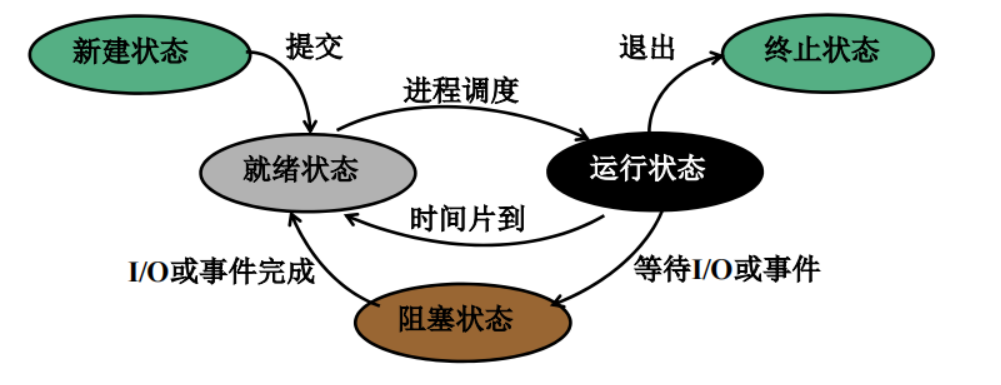 新建状态
提交
退出
终止状态
进程调度
就绪状态
运行状态
时间片到
I/O或事件完成
等待I/O或事件
阻塞状态